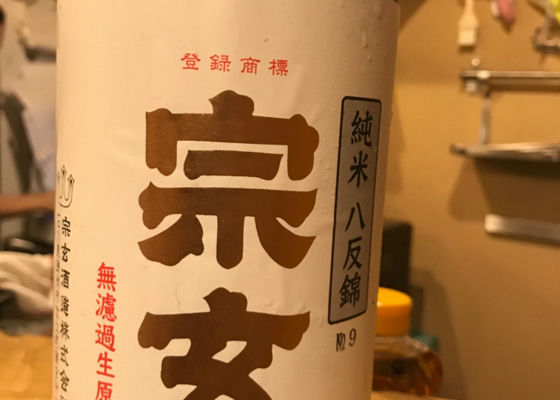 登録商標
純米 八反錦
№9
宗玄
無濾過生原
宗玄酒造株式会